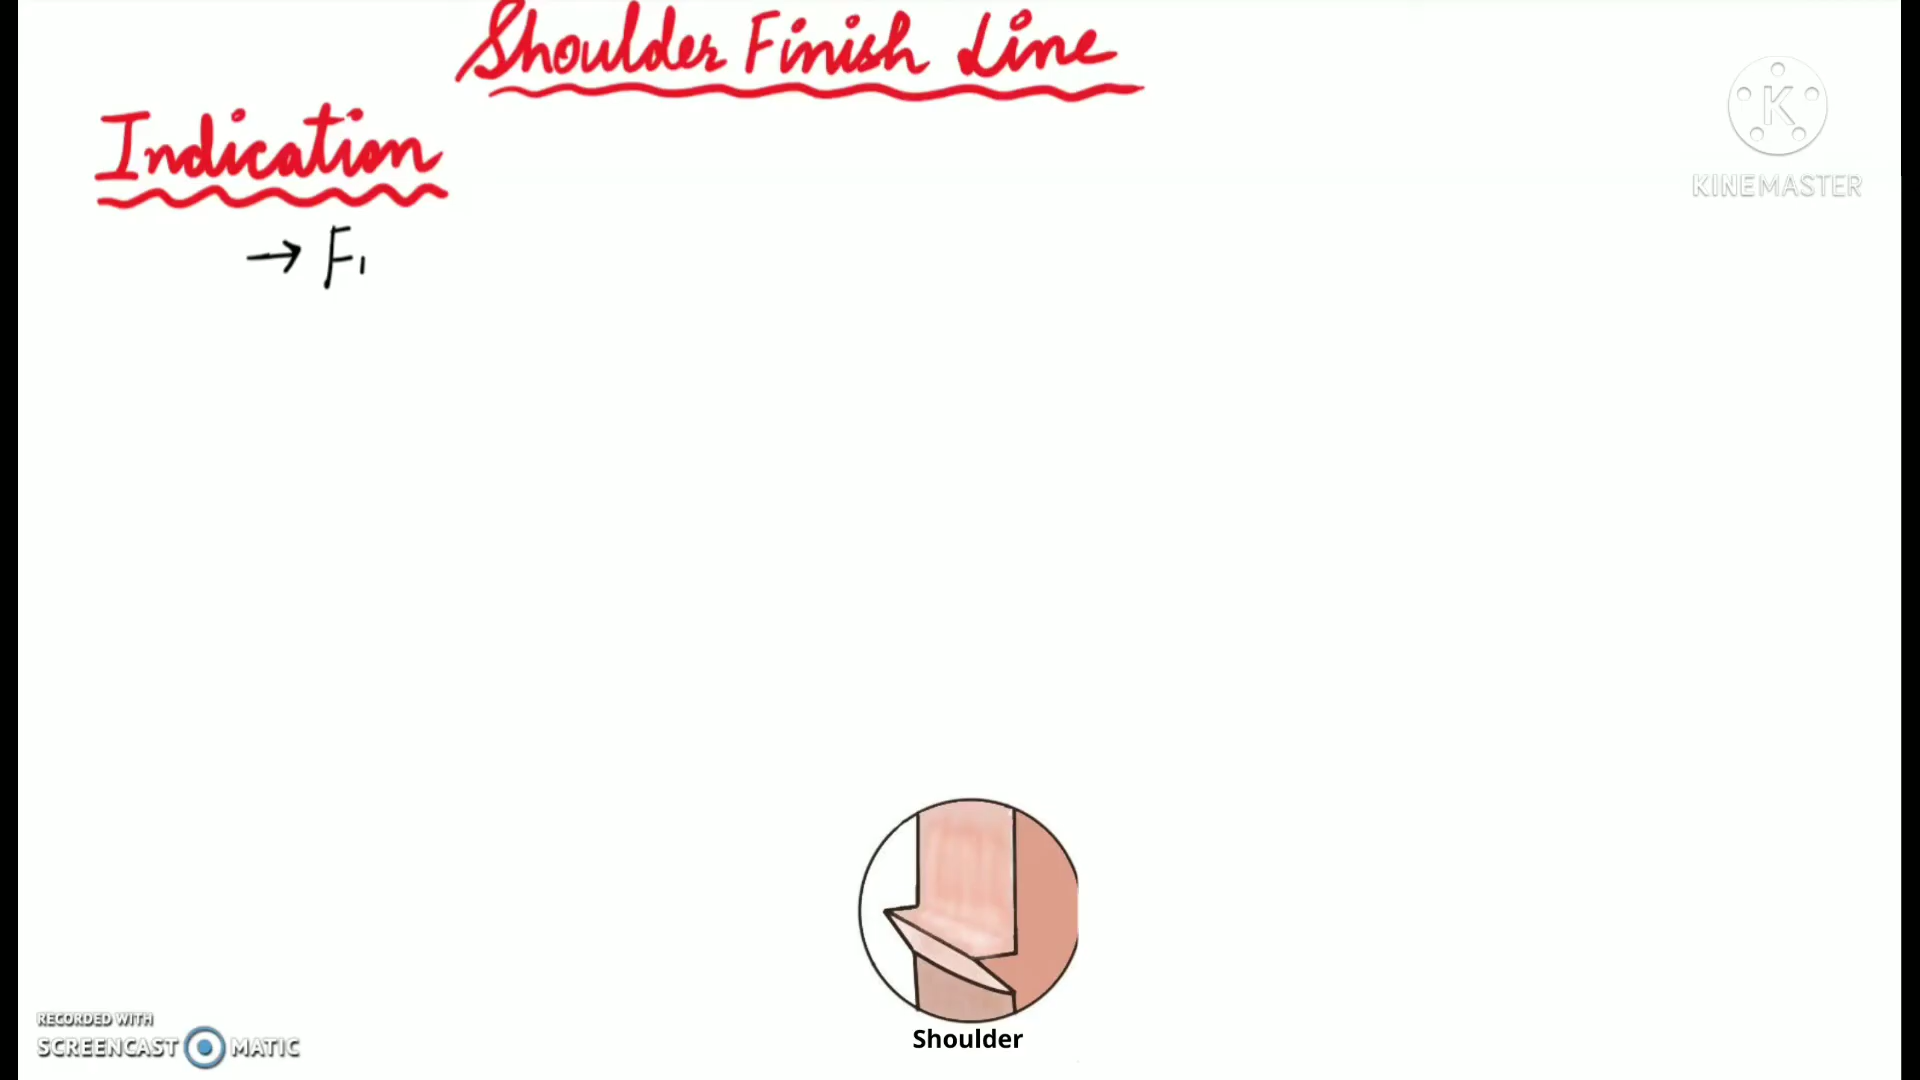 Shoulder Finish Line
K
KINEMASTER
Indication
→ F
Shoulder
RECORDED WITH
SCREENCAST MATIC